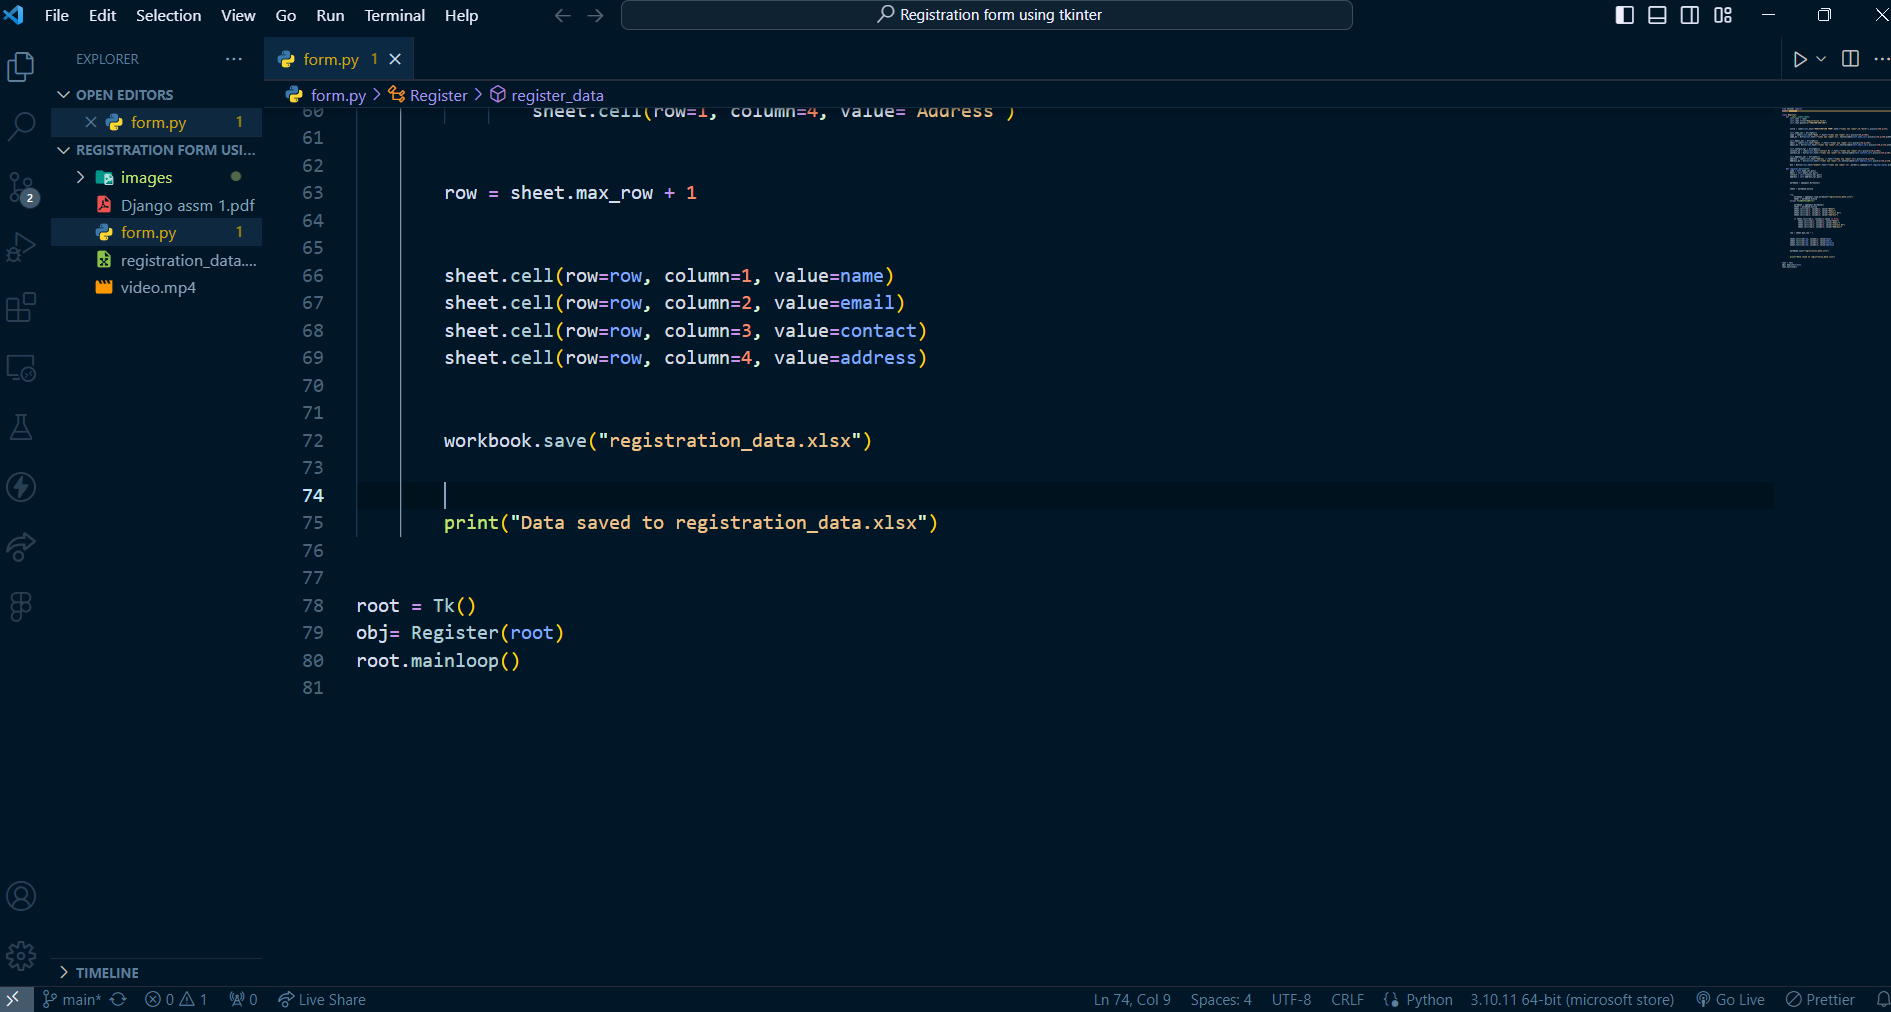 File Edit Selection View Go Run Terminal Help
Registration form using tkinter
EXPLORER
form.py 1
OPEN EDITORS
form.py > Register > register_data
form.py 1
REGISTRATION FORM USI...
images
Django assm 1.pdf
form.py 1
registration_data....
video.mp4
2
60 sheet.cell(row=1, column=4, value="Address")
61
62
63 row = sheet.max_row + 1
64
65
66 sheet.cell(row=row, column=1, value=name)
67 sheet.cell(row=row, column=2, value=email)
68 sheet.cell(row=row, column=3, value=contact)
69 sheet.cell(row=row, column=4, value=address)
70
71
72 workbook.save("registration_data.xlsx")
73
74
75 print("Data saved to registration_data.xlsx")
76
77
78 root = Tk()
79 obj= Register(root)
80 root.mainloop()
81
TIMELINE
main* 0 1 0 Live Share Ln 74, Col 9 Spaces: 4 UTF-8 CRLF Python 3.10.11 64-bit (microsoft store) Go Live Prettier